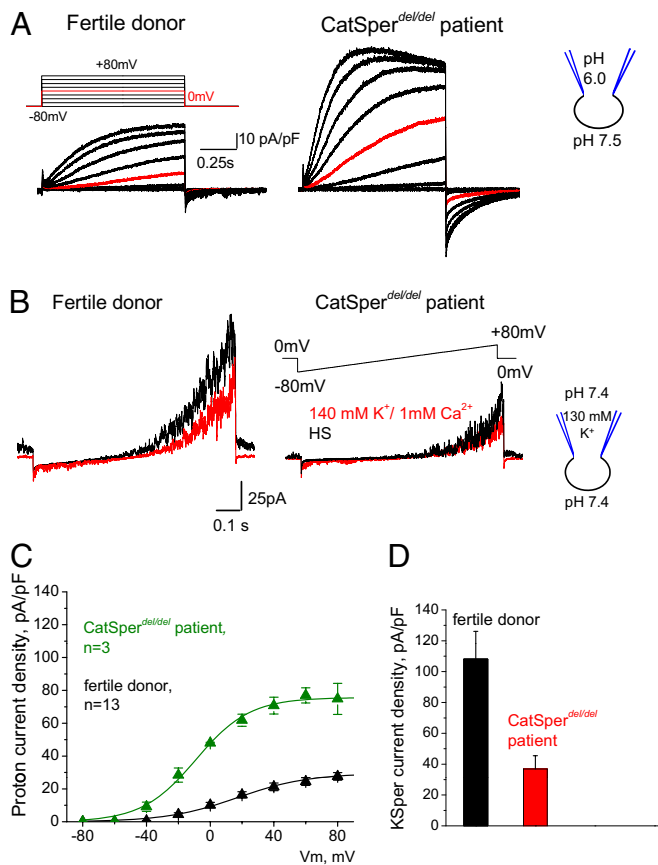 A
Fertile donor
CatSper^del/del patient
+80mV
0mV
-80mV
10 pA/pF
0.25s
pH
6.0
pH 7.5
B
Fertile donor
CatSper^del/del patient
0mV
+80mV
-80mV
0mV
140 mM K+/ 1mM Ca2+
HS
pH 7.4
130 mM
K+
pH 7.4
25pA
0.1 s
C
Proton current density, pA/pF
140
120
100
80
60
40
20
0
CatSper^del/del patient,
n=3
fertile donor,
n=13
-80
-40
0
40
80
Vm, mV
D
KSper current density, pA/pF
140
120
100
80
60
40
20
0
fertile donor
CatSper^del/del
patient